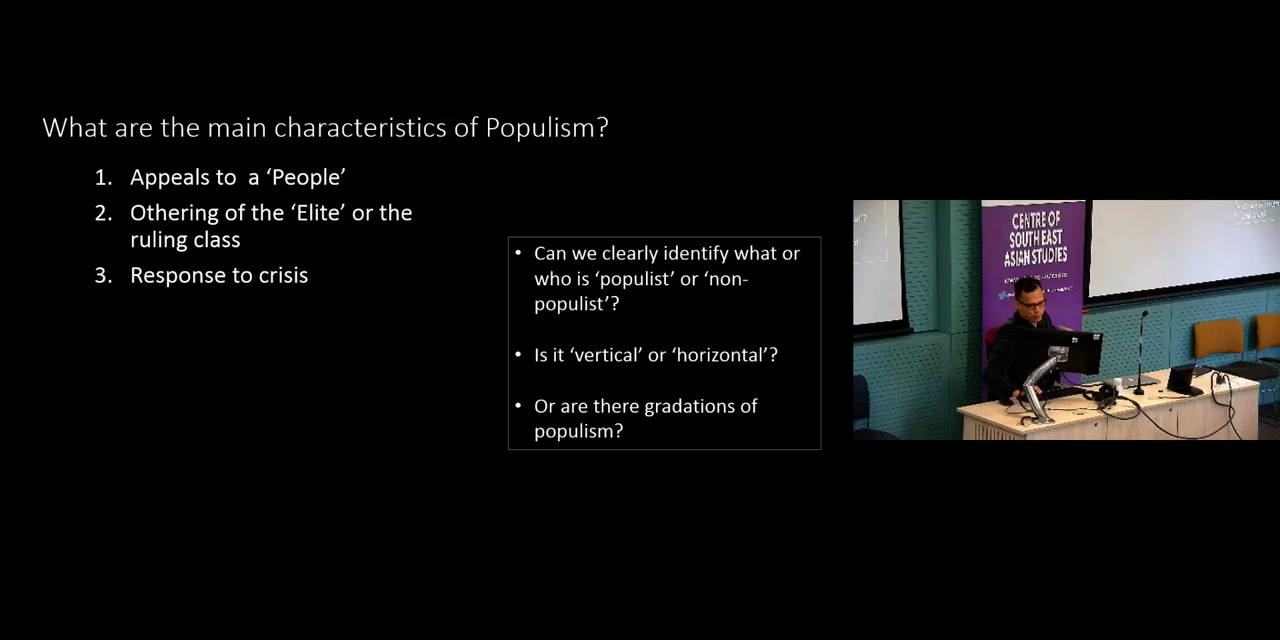 What are the main characteristics of Populism?
1. Appeals to a ‘People’
2. Othering of the ‘Elite’ or the
ruling class
3. Response to crisis
• Can we clearly identify what or
who is ‘populist’ or ‘non-
populist’?
• Is it ‘vertical’ or ‘horizontal’?
• Or are there gradations of
populism?
CENTRE OF
SOUTH EAST
ASIAN STUDIES